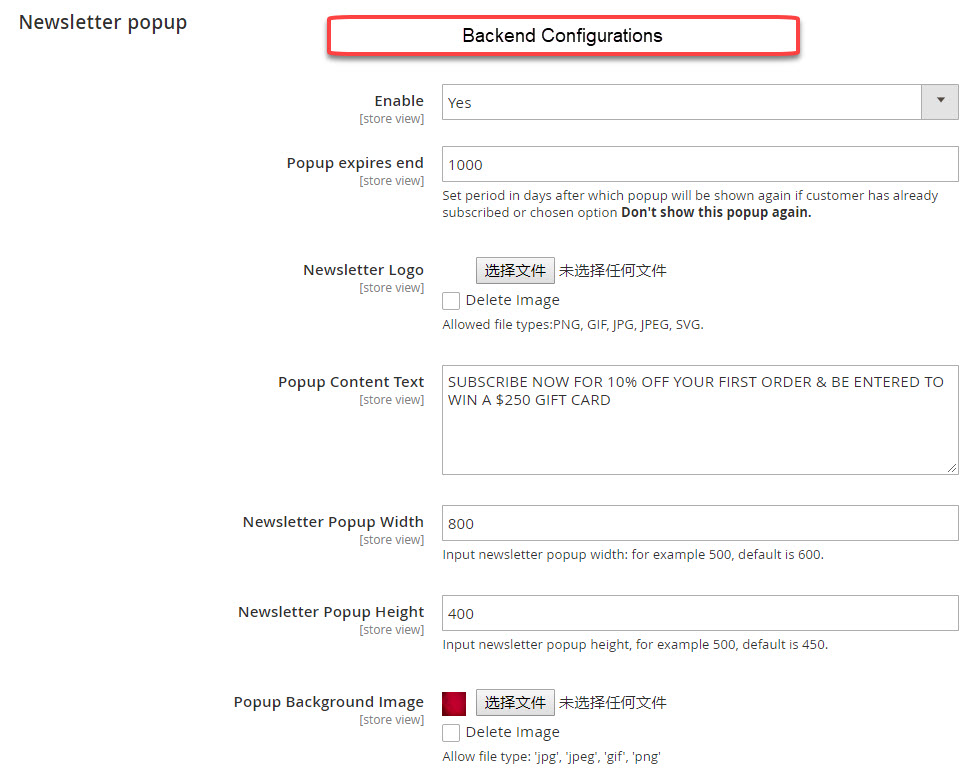 Newsletter popup
Backend Configurations
Enable
[store view]
Yes
Popup expires end
[store view]
1000
Set period in days after which popup will be shown again if customer has already
subscribed or chosen option Don't show this popup again.
Newsletter Logo
[store view]
选择文件 未选择任何文件
Delete Image
Allowed file types:PNG, GIF, JPG, JPEG, SVG.
Popup Content Text
[store view]
SUBSCRIBE NOW FOR 10% OFF YOUR FIRST ORDER & BE ENTERED TO
WIN A $250 GIFT CARD
Newsletter Popup Width
[store view]
800
Input newsletter popup width: for example 500, default is 600.
Newsletter Popup Height
[store view]
400
Input newsletter popup height, for example 500, default is 450.
Popup Background Image
[store view]
选择文件 未选择任何文件
Delete Image
Allow file type: 'jpg', 'jpeg', 'gif', 'png'